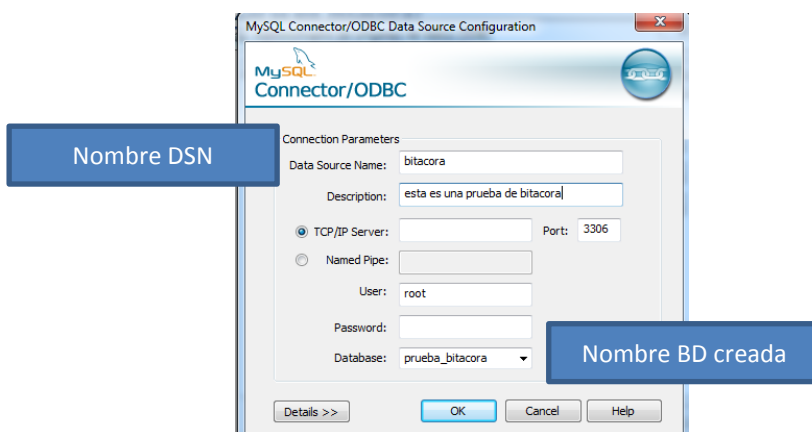 MySQL Connector/ODBC Data Source Configuration
MySQL
Connector/ODBC
Connection Parameters
Nombre DSN
Data Source Name: bitacora
Description: esta es una prueba de bitacora
TCP/IP Server: Port: 3306
Named Pipe:
User: root
Password:
Database: prueba_bitacora
Nombre BD creada
Details >> OK Cancel Help